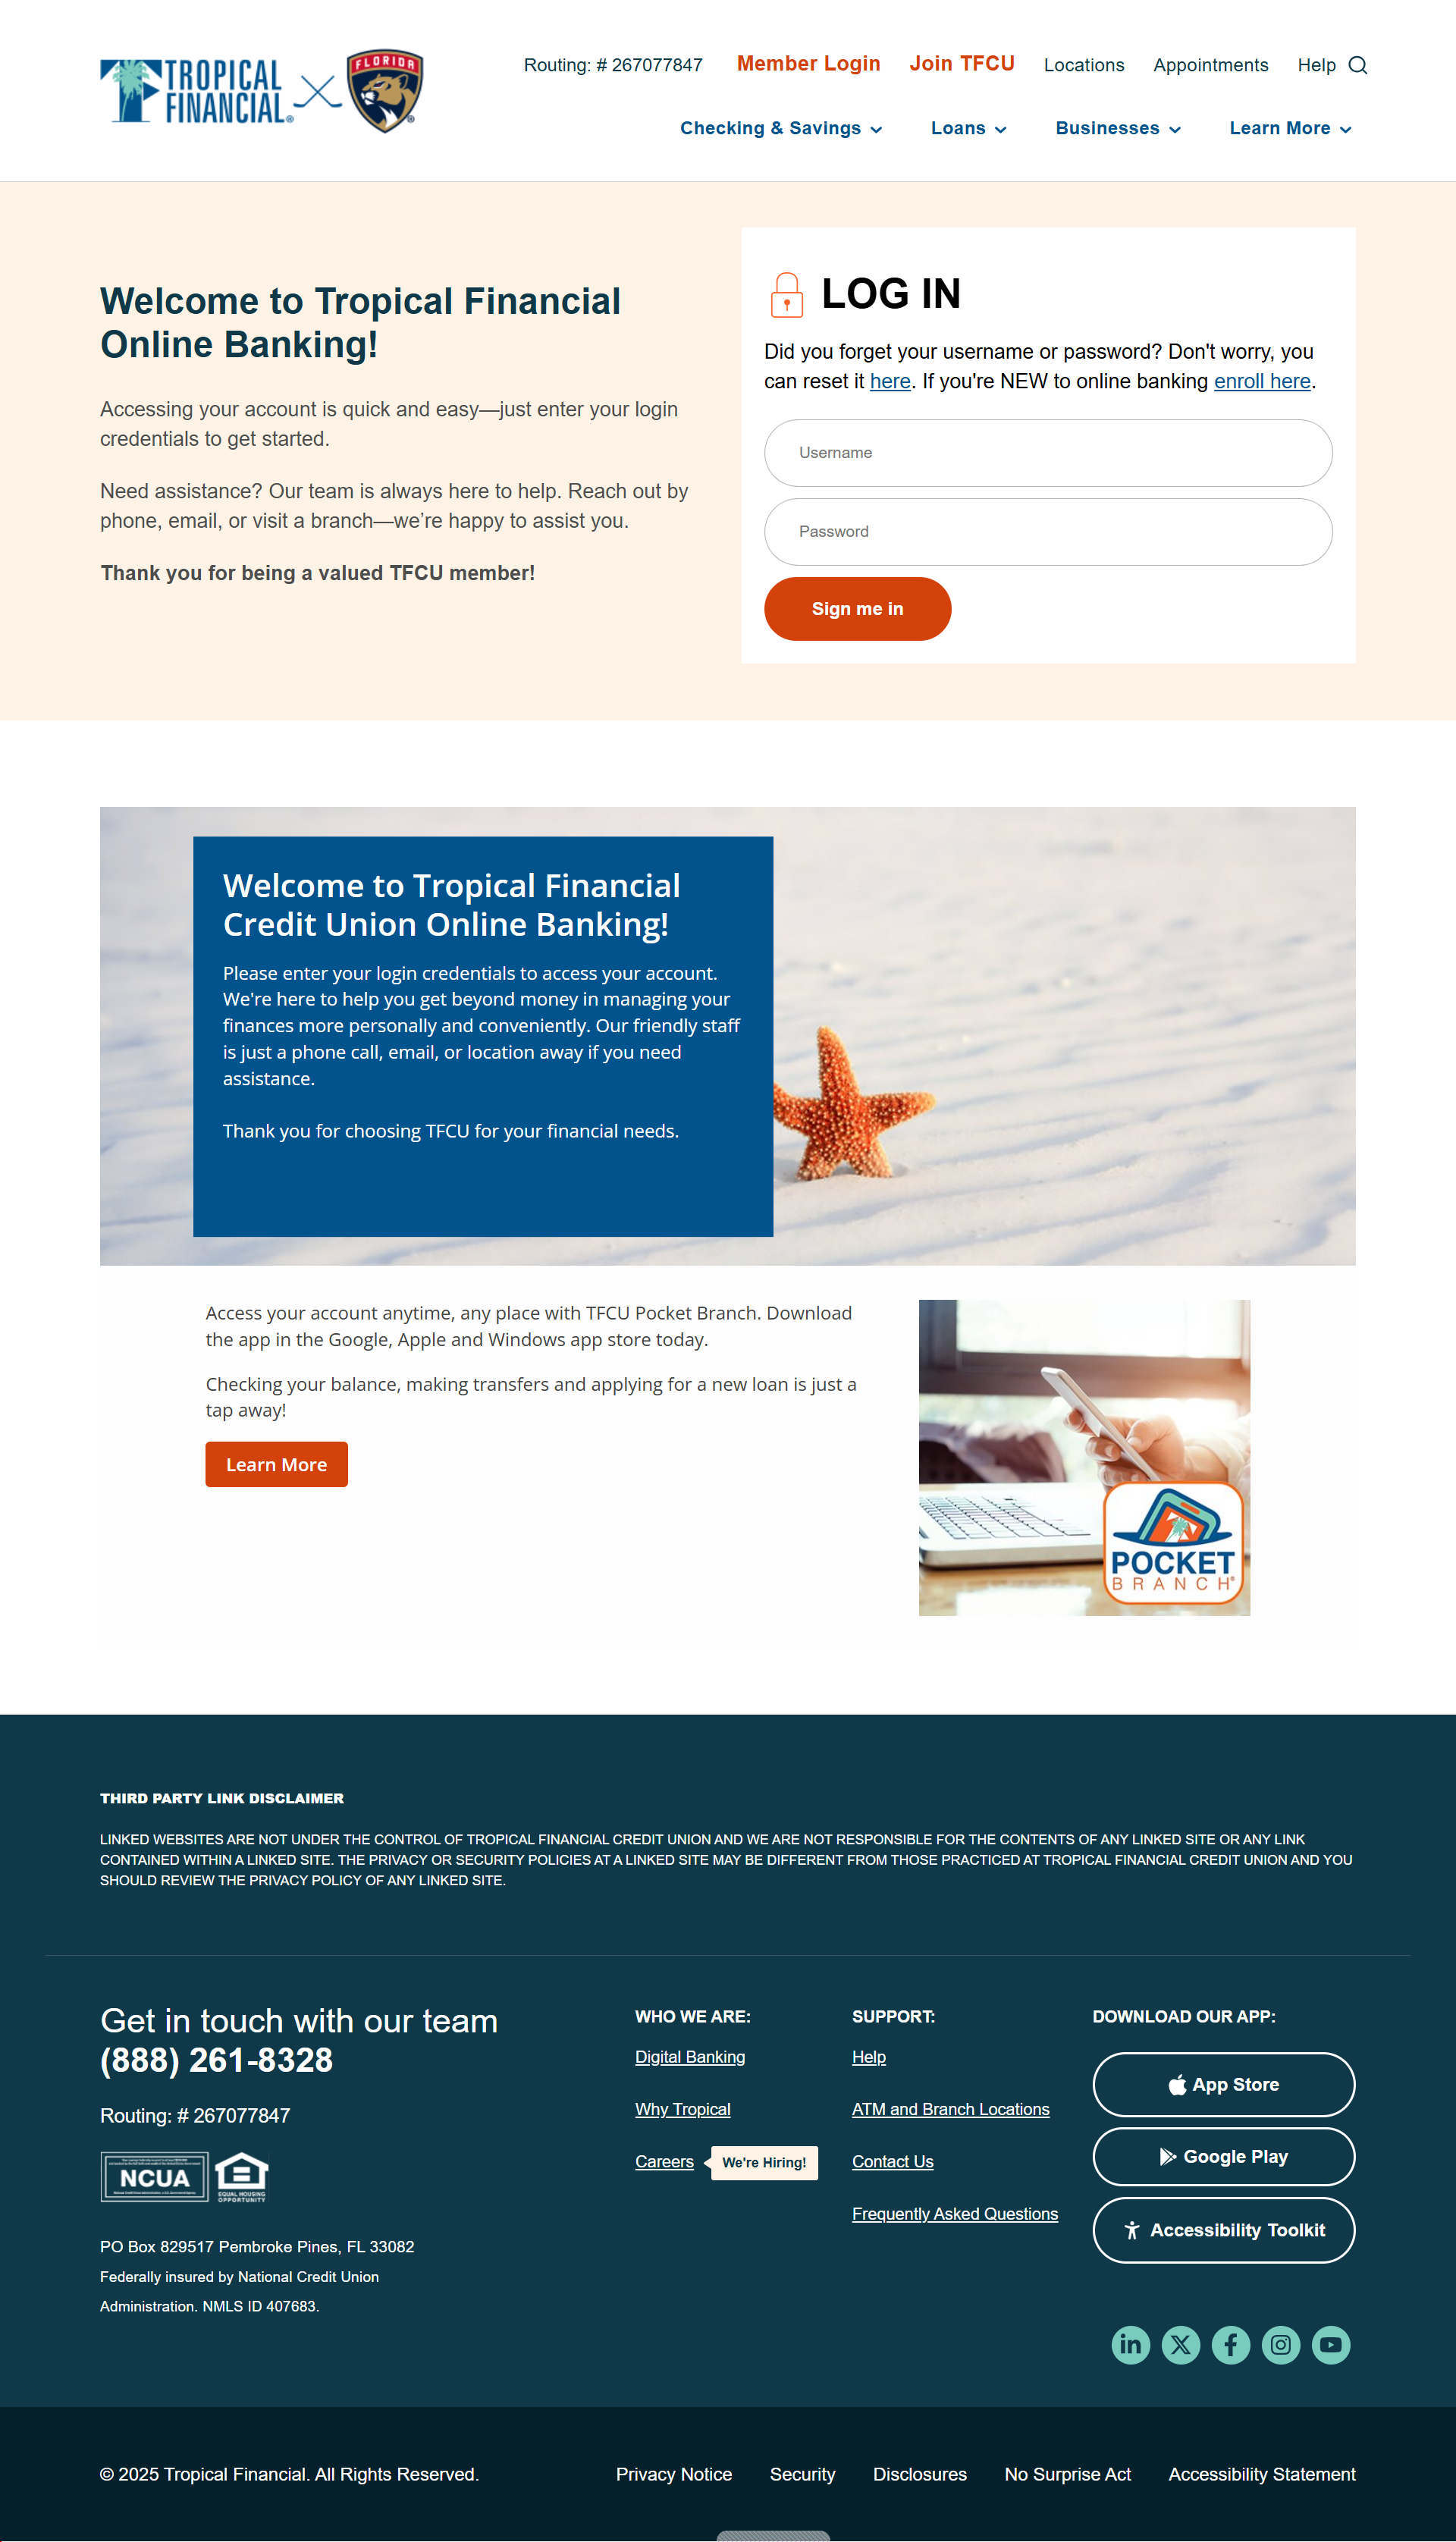 TROPICAL
FINANCIAL®
FLORIDA
®
Routing: # 267077847
Member Login
Join TFCU
Locations
Appointments
Help
Checking & Savings
Loans
Businesses
Learn More
Welcome to Tropical Financial
Online Banking!
Accessing your account is quick and easy—just enter your login
credentials to get started.
Need assistance? Our team is always here to help. Reach out by
phone, email, or visit a branch—we’re happy to assist you.
Thank you for being a valued TFCU member!
LOG IN
Did you forget your username or password? Don't worry, you
can reset it here. If you're NEW to online banking enroll here.
Username
Password
Sign me in
Welcome to Tropical Financial
Credit Union Online Banking!
Please enter your login credentials to access your account.
We're here to help you get beyond money in managing your
finances more personally and conveniently. Our friendly staff
is just a phone call, email, or location away if you need
assistance.
Thank you for choosing TFCU for your financial needs.
Access your account anytime, any place with TFCU Pocket Branch. Download
the app in the Google, Apple and Windows app store today.
Checking your balance, making transfers and applying for a new loan is just a
tap away!
Learn More
POCKET
BRANCH®
THIRD PARTY LINK DISCLAIMER
LINKED WEBSITES ARE NOT UNDER THE CONTROL OF TROPICAL FINANCIAL CREDIT UNION AND WE ARE NOT RESPONSIBLE FOR THE CONTENTS OF ANY LINKED SITE OR ANY LINK
CONTAINED WITHIN A LINKED SITE. THE PRIVACY OR SECURITY POLICIES AT A LINKED SITE MAY BE DIFFERENT FROM THOSE PRACTICED AT TROPICAL FINANCIAL CREDIT UNION AND YOU
SHOULD REVIEW THE PRIVACY POLICY OF ANY LINKED SITE.
Get in touch with our team
(888) 261-8328
Routing: # 267077847
NCUA
EQUAL HOUSING
OPPORTUNITY
PO Box 829517 Pembroke Pines, FL 33082
Federally insured by National Credit Union
Administration. NMLS ID 407683.
WHO WE ARE:
Digital Banking
Why Tropical
Careers
We're Hiring!
SUPPORT:
Help
ATM and Branch Locations
Contact Us
Frequently Asked Questions
DOWNLOAD OUR APP:
App Store
Google Play
Accessibility Toolkit
© 2025 Tropical Financial. All Rights Reserved.
Privacy Notice
Security
Disclosures
No Surprise Act
Accessibility Statement